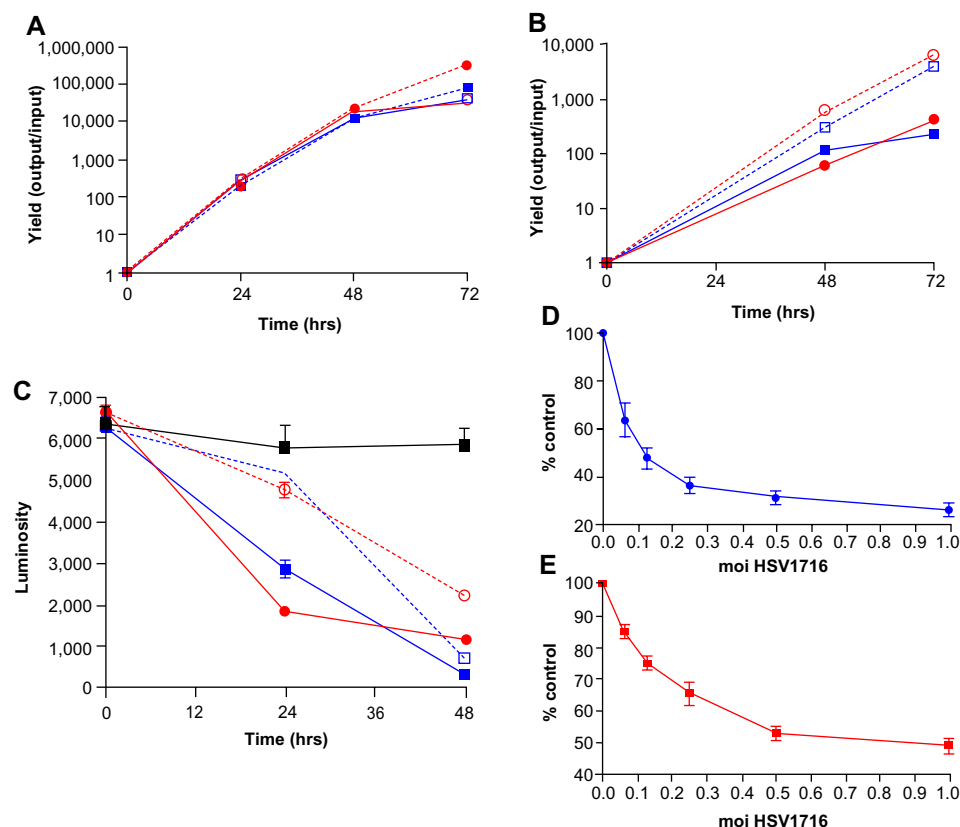 A
1,000,000
100,000
10,000
1,000
100
10
1
Yield (output/input)
0 24 48 72
Time (hrs)
B
10,000
1,000
100
10
1
Yield (output/input)
0 24 48 72
Time (hrs)
C
7,000
6,000
5,000
4,000
3,000
2,000
1,000
0
Luminosity
0 12 24 36 48
Time (hrs)
D
100
80
60
40
20
% control
0.0 0.1 0.2 0.3 0.4 0.5 0.6 0.7 0.8 0.9 1.0
moi HSV1716
E
100
90
80
70
60
50
40
% control
0.0 0.1 0.2 0.3 0.4 0.5 0.6 0.7 0.8 0.9 1.0
moi HSV1716